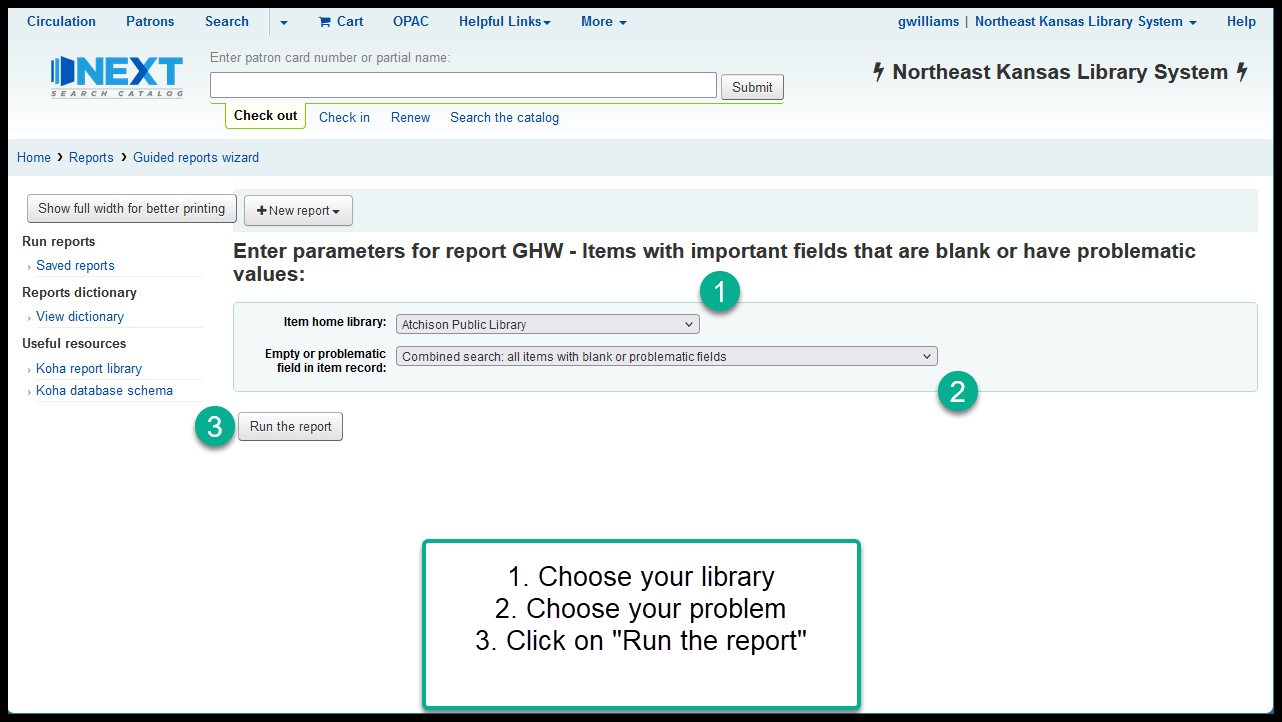 Circulation Patrons Search Cart OPAC Helpful Links More gwilliams | Northeast Kansas Library System Help
NEXT
SEARCH CATALOG
Enter patron card number or partial name:
Submit
Northeast Kansas Library System
Check out Check in Renew Search the catalog
Home › Reports › Guided reports wizard
Show full width for better printing
+ New report
Run reports
› Saved reports
Reports dictionary
› View dictionary
Useful resources
› Koha report library
› Koha database schema
Enter parameters for report GHW - Items with important fields that are blank or have problematic
values:
1
Item home library: Atchison Public Library
Empty or problematic
field in item record: Combined search: all items with blank or problematic fields
2
3
Run the report
1. Choose your library
2. Choose your problem
3. Click on "Run the report"